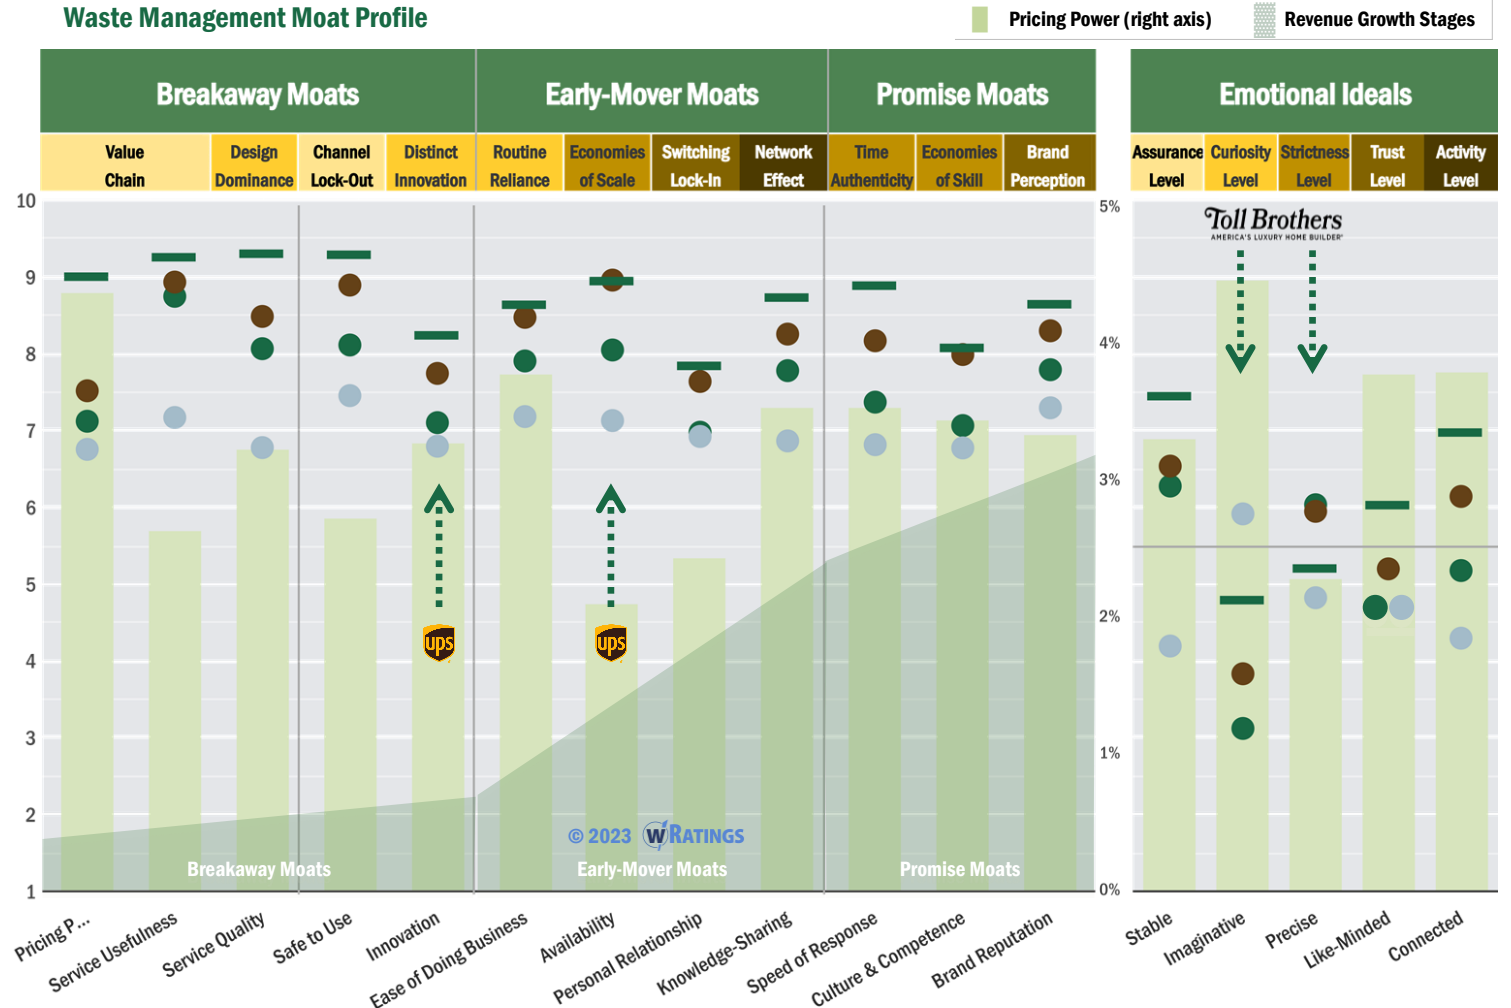 Waste Management Moat Profile
Pricing Power (right axis)
Revenue Growth Stages
Breakaway Moats
Early-Mover Moats
Promise Moats
Emotional Ideals
Value Chain
Design Dominance
Channel Lock-Out
Distinct Innovation
Routine Reliance
Economies of Scale
Switching Lock-In
Network Effect
Time Authenticity
Economies of Skill
Brand Perception
Assurance Level
Curiosity Level
Strictness Level
Trust Level
Activity Level
10
9
8
7
6
5
4
3
2
1
5%
4%
3%
2%
1%
0%
Toll Brothers
AMERICA'S LUXURY HOME BUILDER®
ups
ups
© 2023 wRATINGS
Breakaway Moats
Early-Mover Moats
Promise Moats
Pricing P...
Service Usefulness
Service Quality
Safe to Use
Innovation
Ease of Doing Business
Availability
Personal Relationship
Knowledge-Sharing
Speed of Response
Culture & Competence
Brand Reputation
Stable
Imaginative
Precise
Like-Minded
Connected